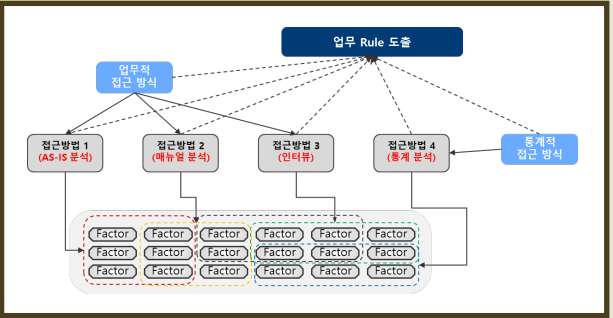 업무 Rule 도출
업무적
접근 방식
접근방법 1
(AS-IS 분석)
접근방법 2
(매뉴얼 분석)
접근방법 3
(인터뷰)
접근방법 4
(통계 분석)
통계적
접근 방식
Factor Factor Factor Factor Factor Factor
Factor Factor Factor Factor Factor Factor
Factor Factor Factor Factor Factor Factor